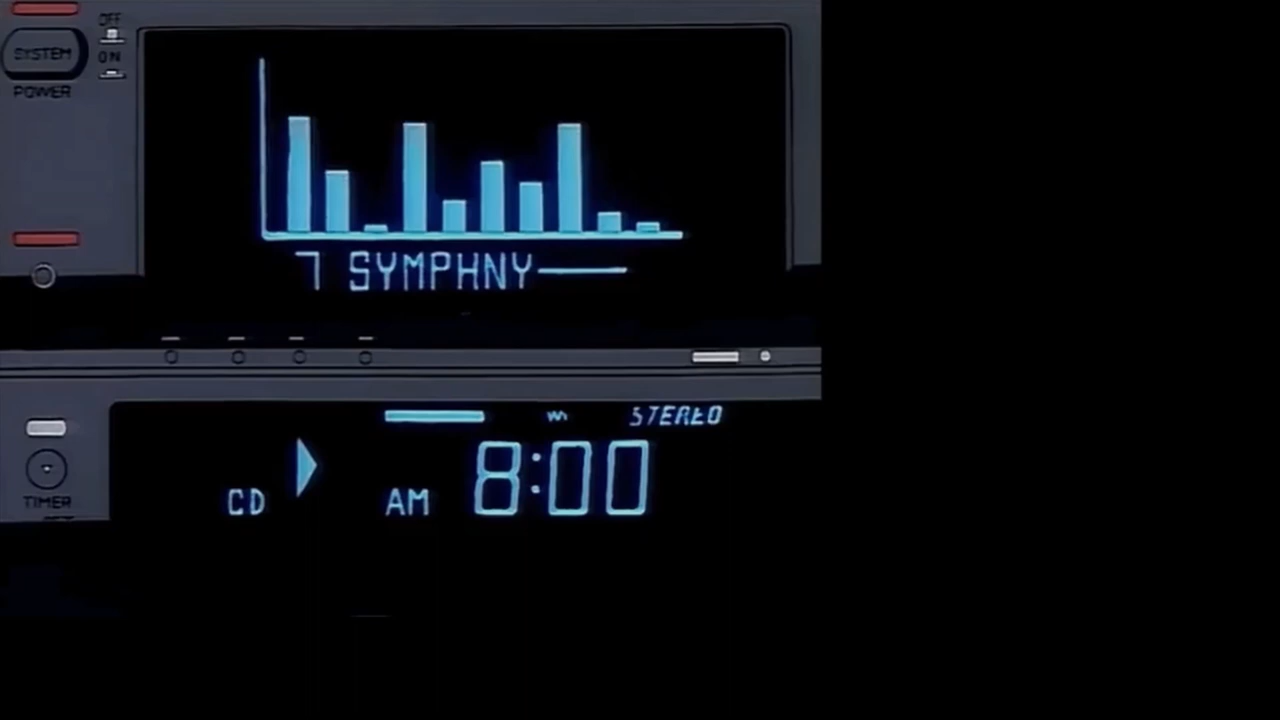 OFF
SYSTEM
ON
POWER
7 SYMPHNY
STEREO
8:00
CD
AM
TIMER